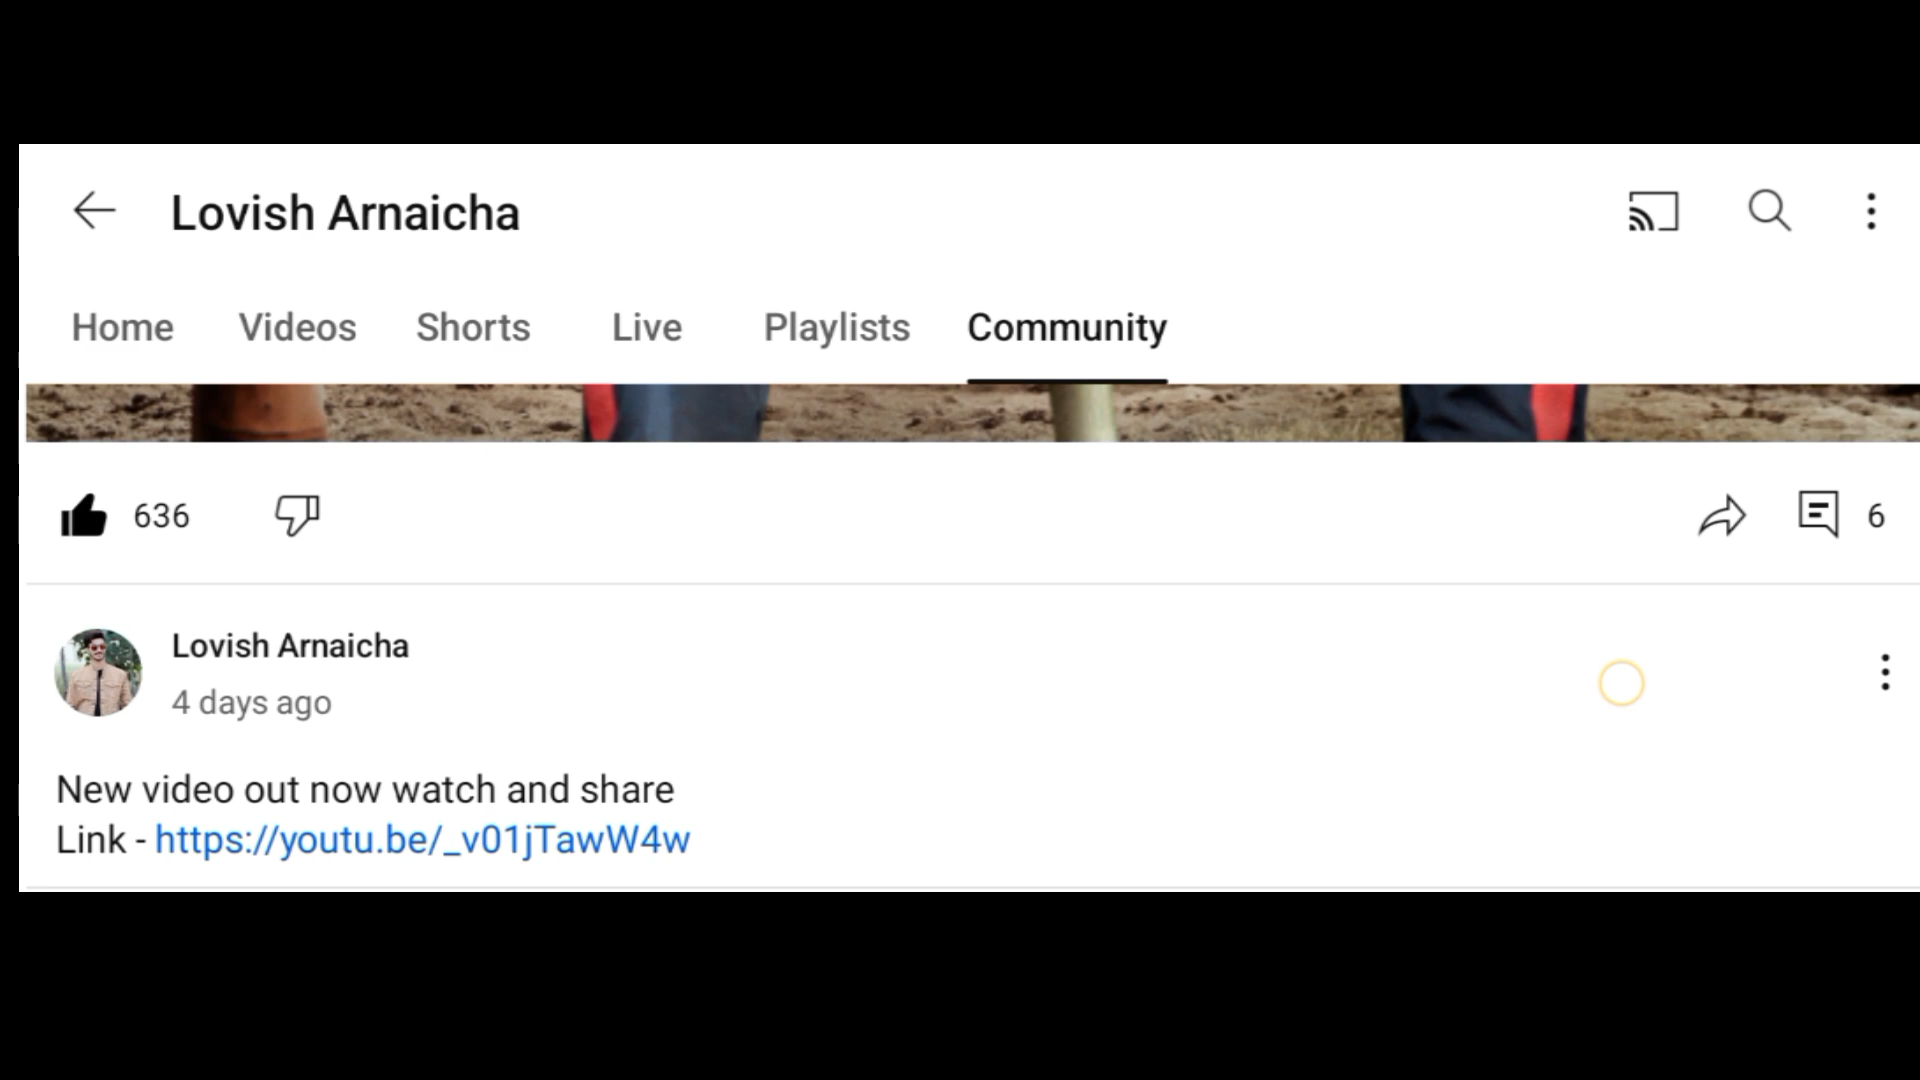 Lovish Arnaicha
Home Videos Shorts Live Playlists Community
636 6
Lovish Arnaicha
4 days ago
New video out now watch and share
Link - https://youtu.be/_v01jTawW4w